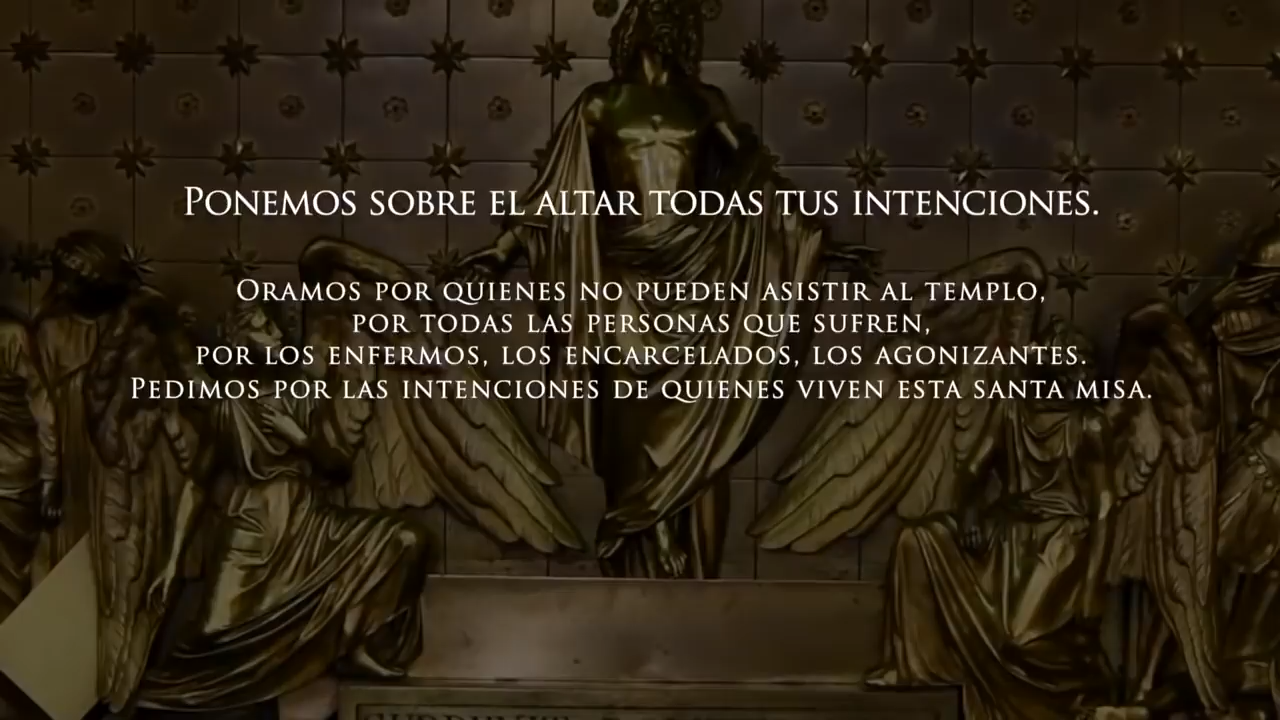 Ponemos sobre el altar todas tus intenciones.
Oramos por quienes no pueden asistir al templo,
por todas las personas que sufren,
por los enfermos, los encarcelados, los agonizantes.
Pedimos por las intenciones de quienes viven esta santa misa.